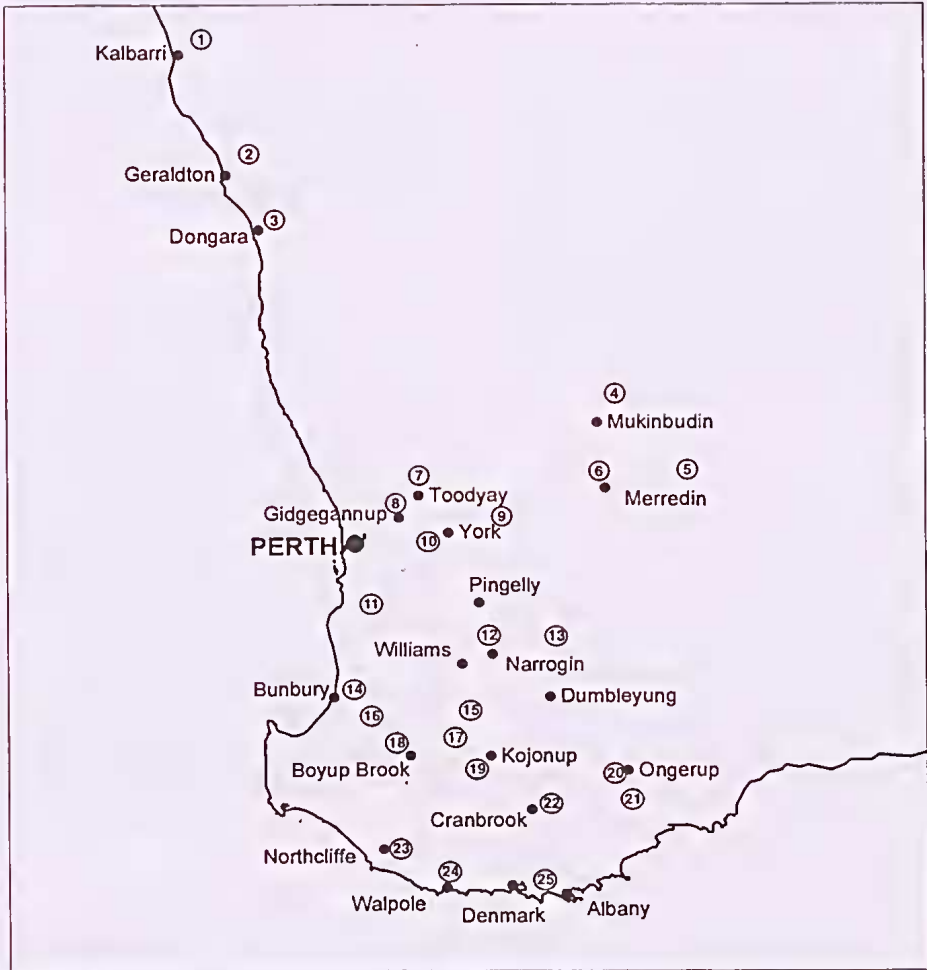 ①
Kalbarri
②
Geraldton
③
Dongara
④
Mukinbudin
⑥ ⑤
Merredin
⑦
Toodyay
⑧
Gidgegannup
⑨
York
⑩
PERTH
Pingelly
⑪
⑫ ⑬
Williams
Narrogin
Bunbury ⑭
Dumbleyung
⑮
⑯
⑰
⑱
Kojonup
Boyup Brook ⑲
Ongerup
⑳
㉑
㉒
Cranbrook
㉓
Northcliffe
㉔ ㉕
Walpole
Denmark
Albany